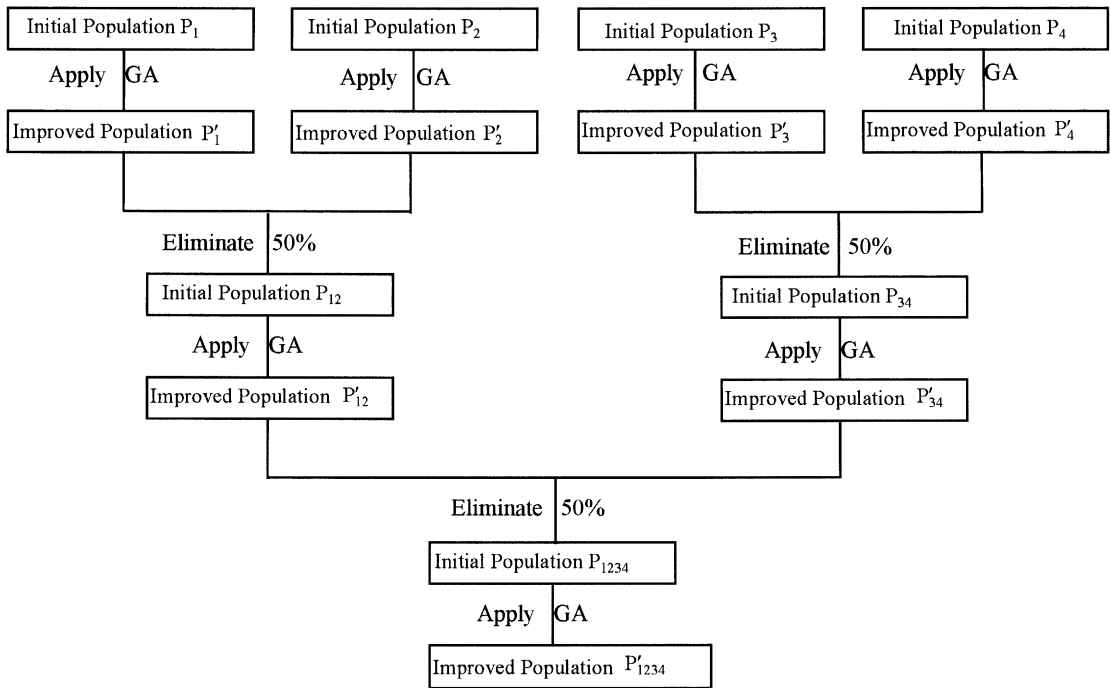 Initial Population P₁
Initial Population P₂
Initial Population P₃
Initial Population P₄
Apply GA
Apply GA
Apply GA
Apply GA
Improved Population P′₁
Improved Population P′₂
Improved Population P′₃
Improved Population P′₄
Eliminate 50%
Eliminate 50%
Initial Population P₁₂
Initial Population P₃₄
Apply GA
Apply GA
Improved Population P′₁₂
Improved Population P′₃₄
Eliminate 50%
Initial Population P₁₂₃₄
Apply GA
Improved Population P′₁₂₃₄